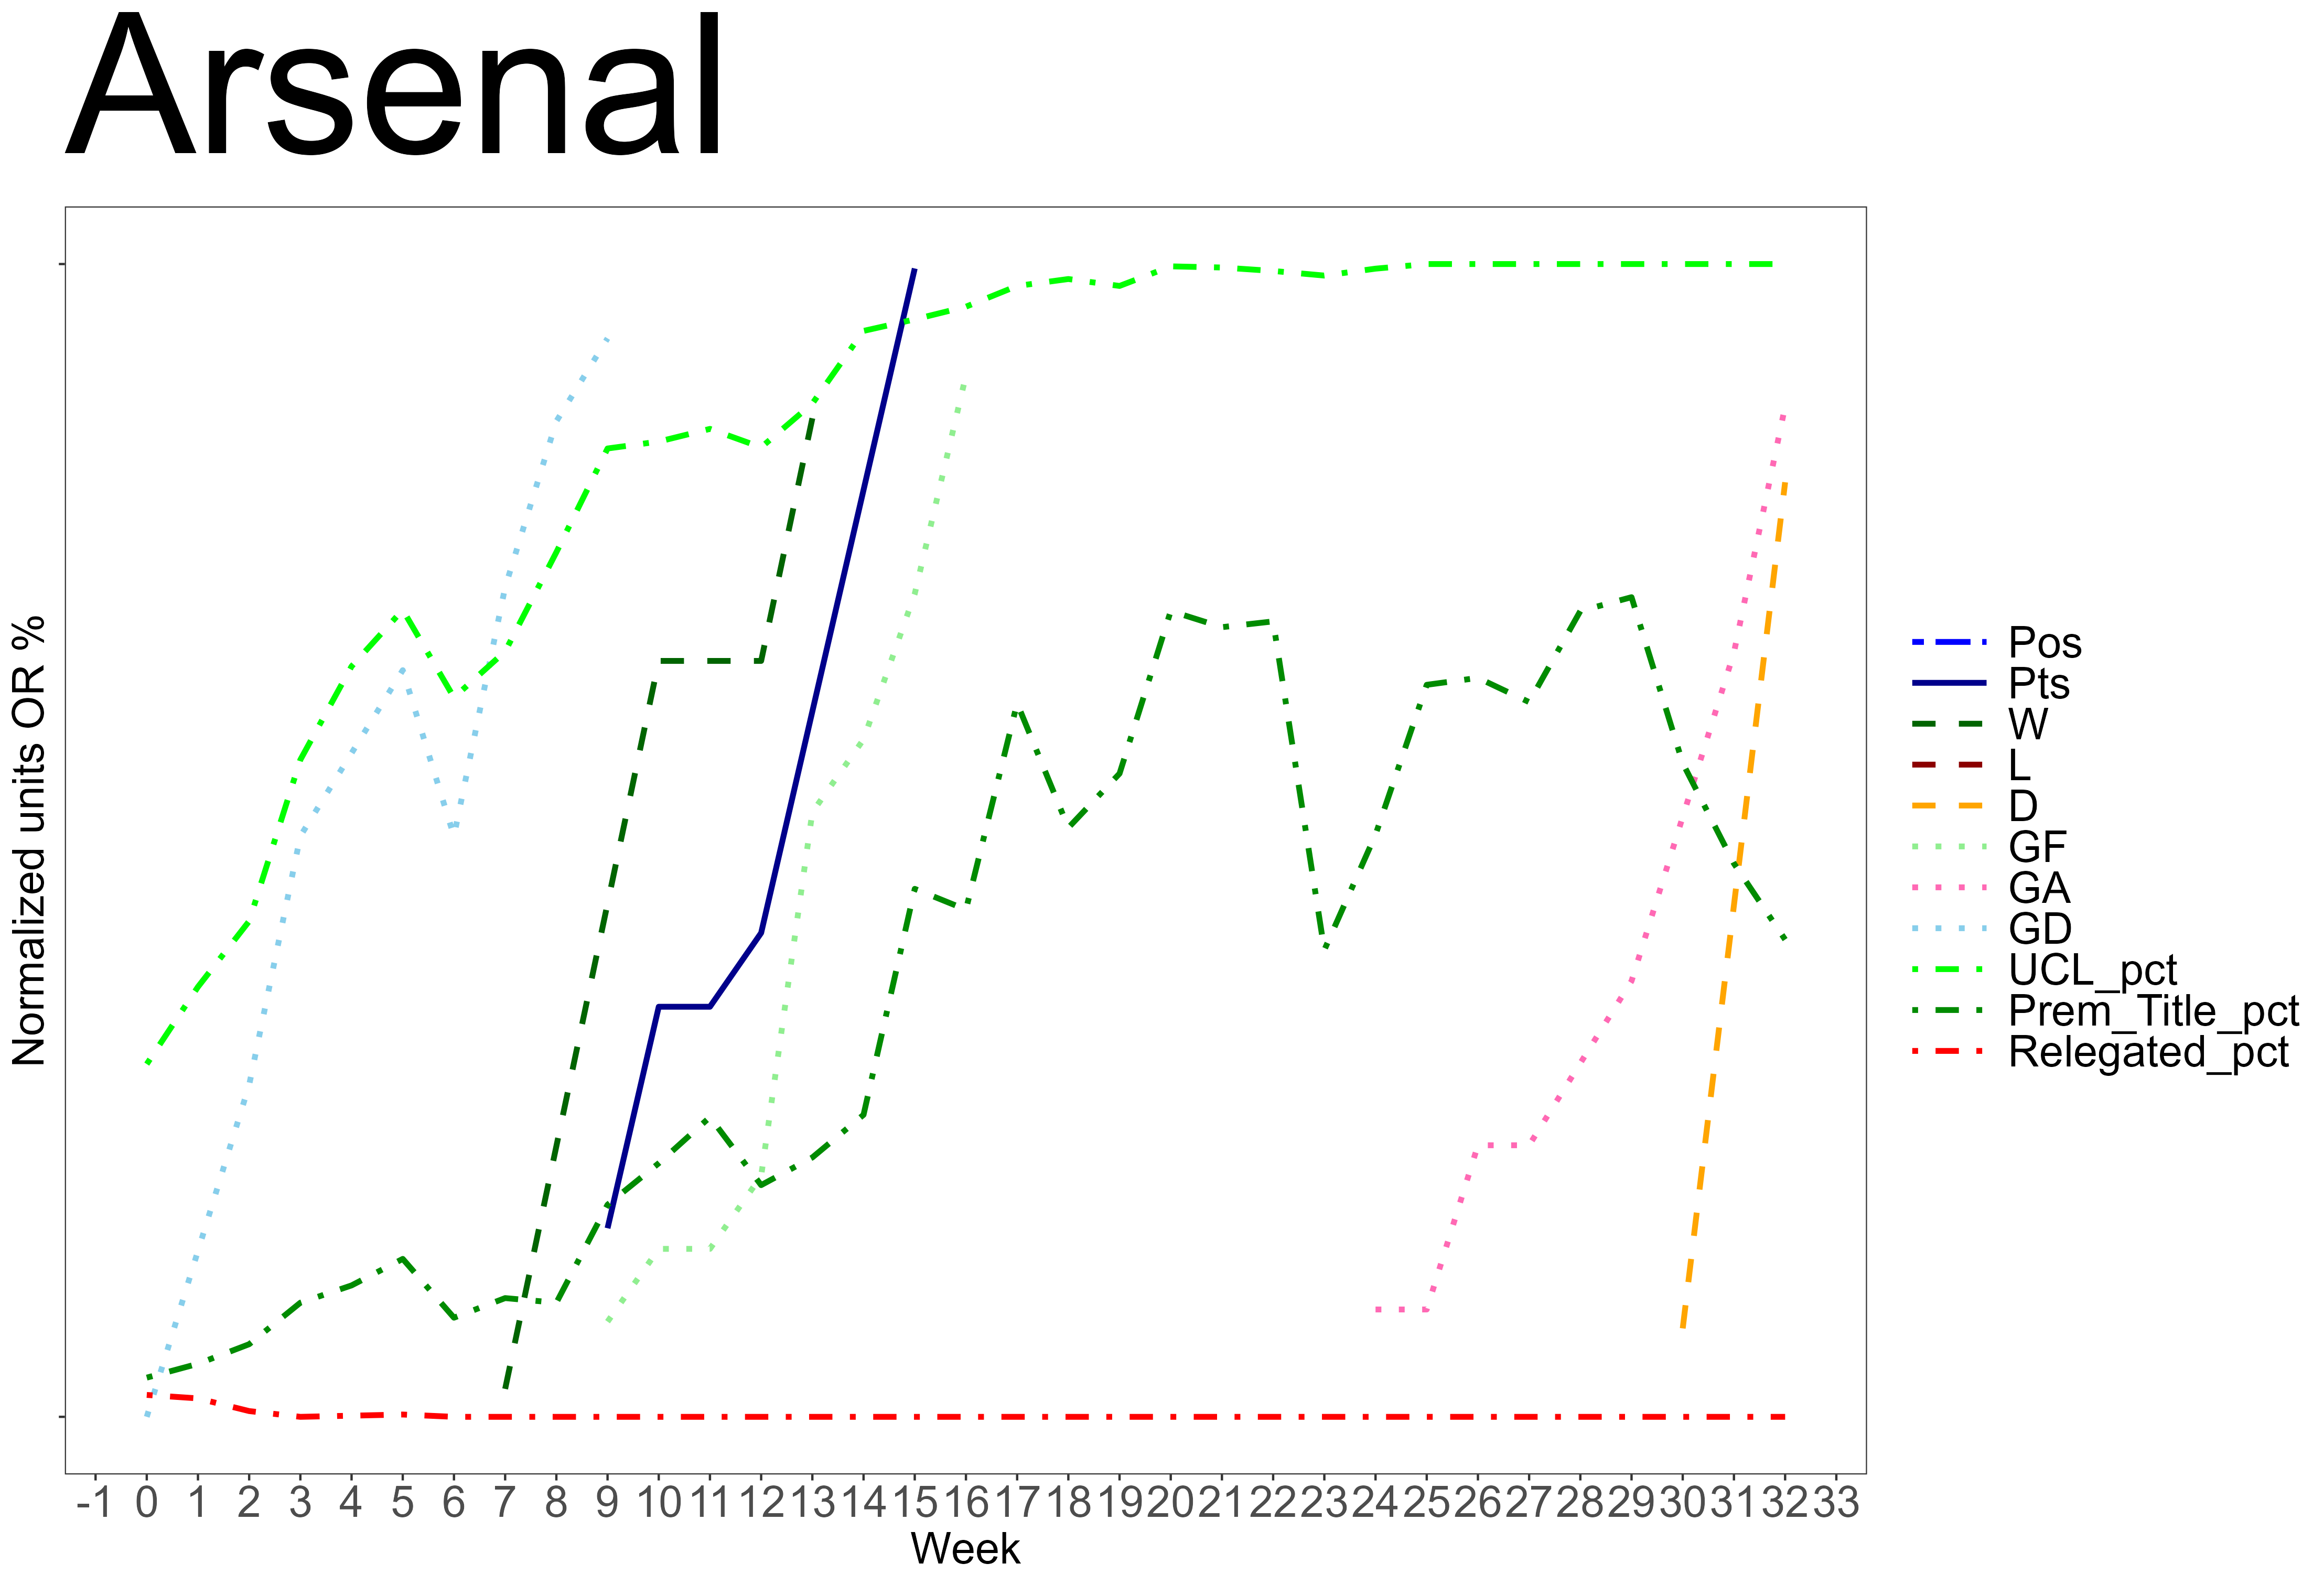 Arsenal
Normalized units OR %
Pos
Pts
W
L
D
GF
GA
GD
UCL_pct
Prem_Title_pct
Relegated_pct
-1 0 1 2 3 4 5 6 7 8 9 10 11 12 13 14 15 16 17 18 19 20 21 22 23 24 25 26 27 28 29 30 31 32 33
Week